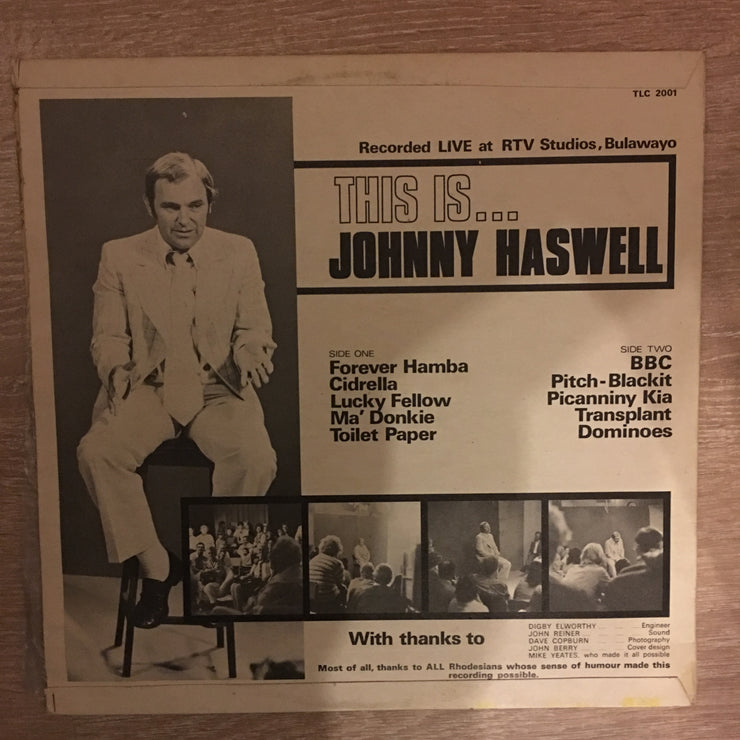 TLC 2001
Recorded LIVE at RTV Studios, Bulawayo
THIS IS...
JOHNNY HASWELL
SIDE ONE
Forever Hamba
Cidrella
Lucky Fellow
Ma' Donkie
Toilet Paper
SIDE TWO
BBC
Pitch-Blackit
Picanniny Kia
Transplant
Dominoes
With thanks to
DIGBY ELWORTHY ... Engineer
JOHN REINER ... Sound
DAVE COPBURN ... Photography
JOHN BERRY ... Cover design
MIKE YEATES, who made it all possible
Most of all, thanks to ALL Rhodesians whose sense of humour made this
recording possible.